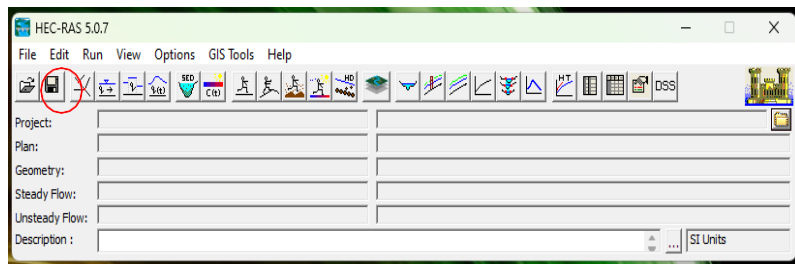 HEC-RAS 5.0.7
File Edit Run View Options GIS Tools Help
SED C(t) HD HT DSS
Project:
Plan:
Geometry:
Steady Flow:
Unsteady Flow:
Description : ... SI Units